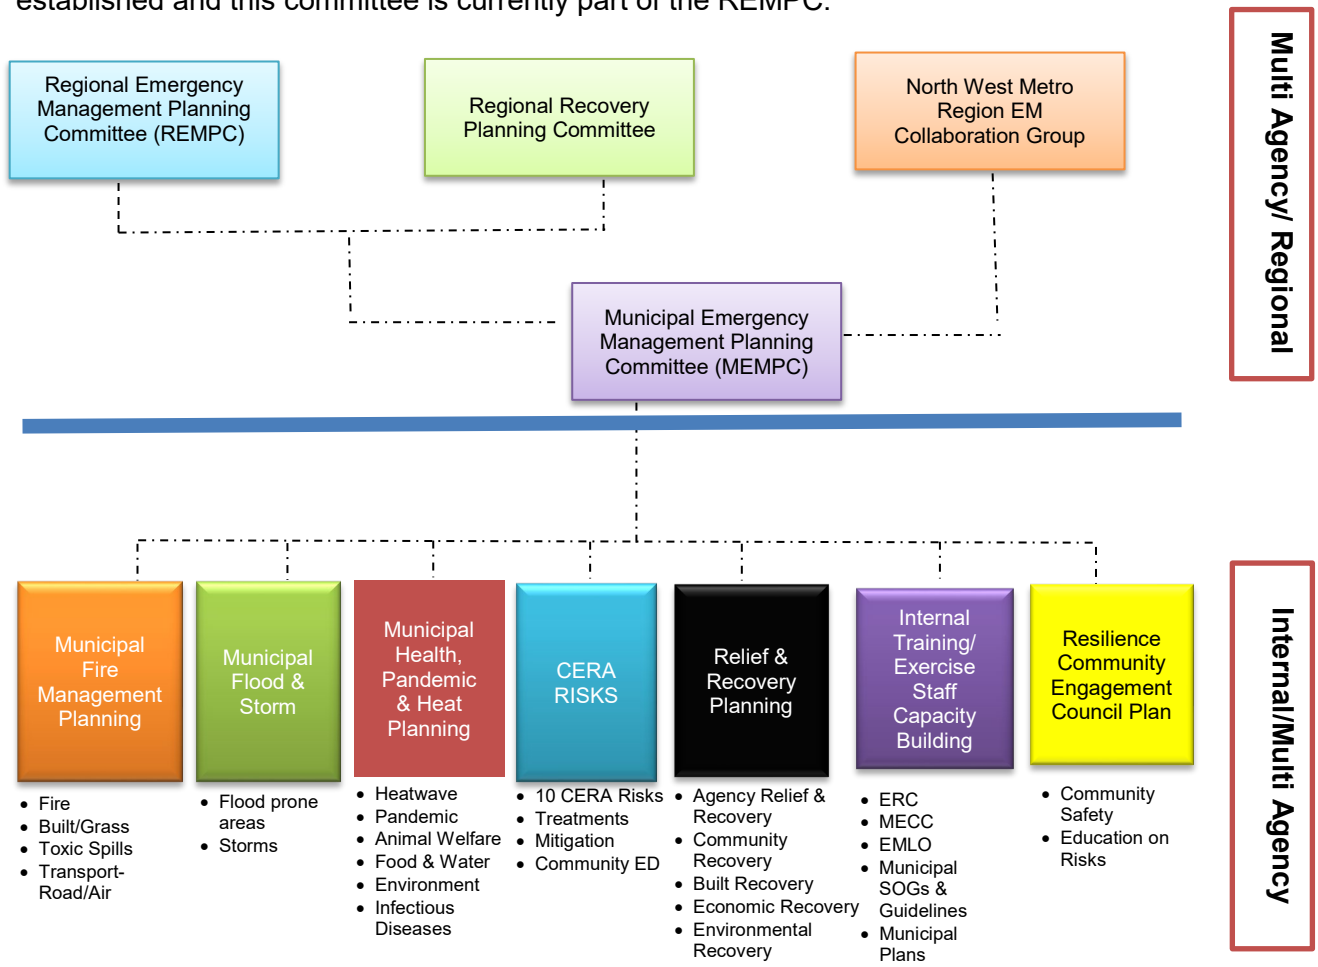 established and this committee is currently part of the REMPC.
Regional Emergency
Management Planning
Committee (REMPC)
Regional Recovery
Planning Committee
North West Metro
Region EM
Collaboration Group
Multi Agency/ Regional
Municipal Emergency
Management Planning
Committee (MEMPC)
Municipal
Fire
Management
Planning
Municipal
Flood &
Storm
Municipal
Health,
Pandemic
& Heat
Planning
CERA
RISKS
Relief &
Recovery
Planning
Internal
Training/
Exercise
Staff
Capacity
Building
Resilience
Community
Engagement
Council Plan
Internal/Multi Agency
• Fire
• Built/Grass
• Toxic Spills
• Transport-
Road/Air
• Flood prone
areas
• Storms
• Heatwave
• Pandemic
• Animal Welfare
• Food & Water
• Environment
• Infectious
Diseases
• 10 CERA Risks
• Treatments
• Mitigation
• Community ED
• Agency Relief &
Recovery
• Community
Recovery
• Built Recovery
• Economic Recovery
• Environmental
Recovery
• ERC
• MECC
• EMLO
• Municipal
SOGs &
Guidelines
• Municipal
Plans
• Community
Safety
• Education on
Risks